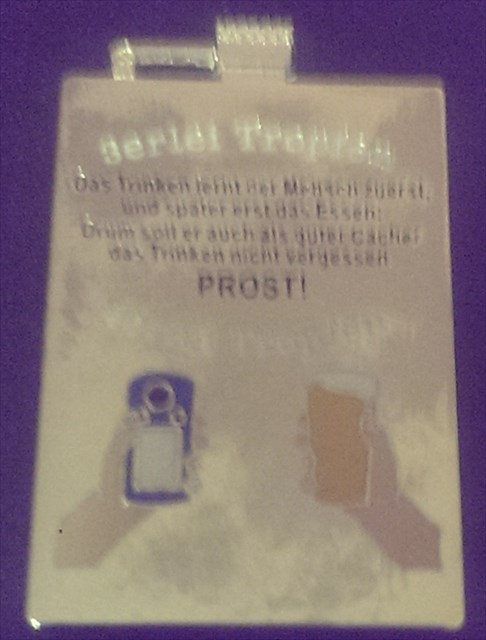 Das Trinken lernt der Mensch zuerst,
und später erst das Essen;
Drum soll er auch als guter Cacher
das Trinken nicht vergessen
PROST!